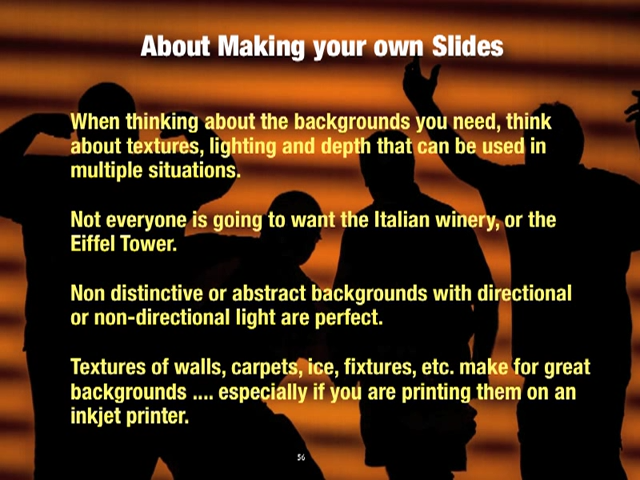 About Making your own Slides
When thinking about the backgrounds you need, think
about textures, lighting and depth that can be used in
multiple situations.
Not everyone is going to want the Italian winery, or the
Eiffel Tower.
Non distinctive or abstract backgrounds with directional
or non-directional light are perfect.
Textures of walls, carpets, ice, fixtures, etc. make for great
backgrounds .... especially if you are printing them on an
inkjet printer.
56